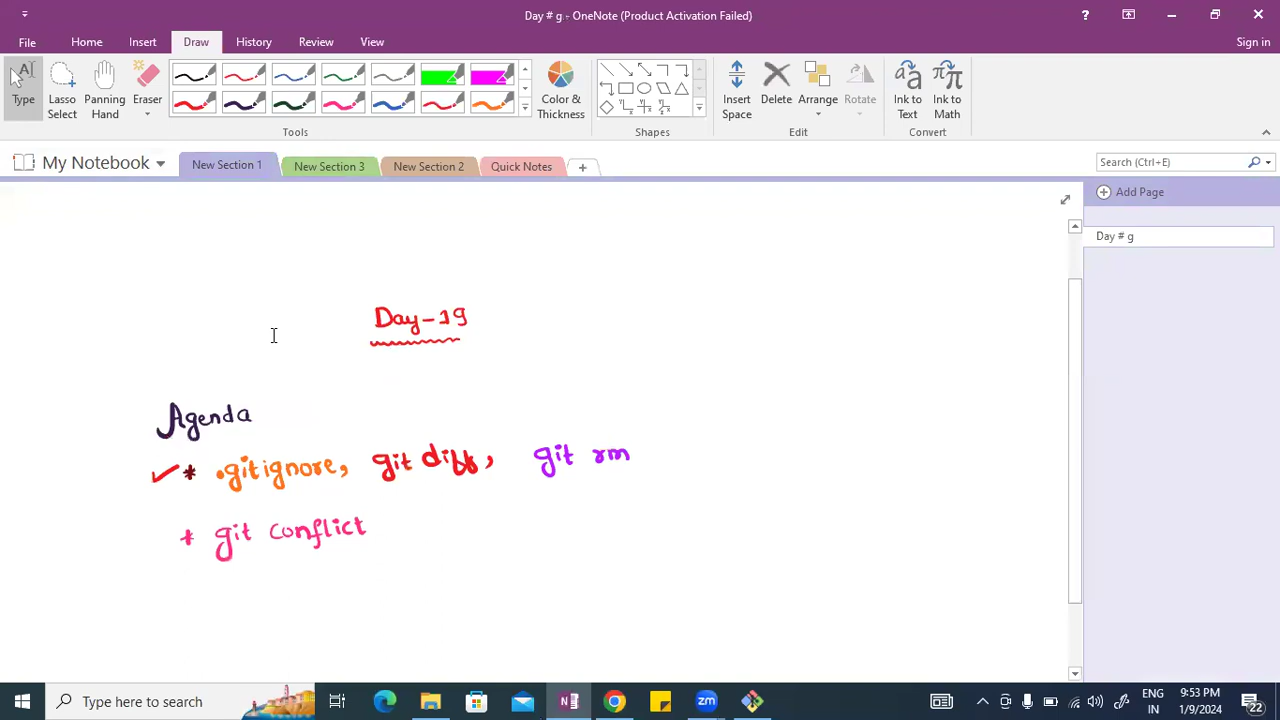 Day # g - OneNote (Product Activation Failed)
File Home Insert Draw History Review View Sign in
Type Lasso Select Panning Hand Eraser Color & Thickness Insert Space Delete Arrange Rotate Ink to Text Ink to Math
Tools Shapes Edit Convert
My Notebook New Section 1 New Section 3 New Section 2 Quick Notes Search (Ctrl+E)
Add Page
Day # g
Day-19
Agenda
* .gitignore, git diff, git rm
* git conflict
Type here to search
ENG 9:53 PM
IN 1/9/2024 22